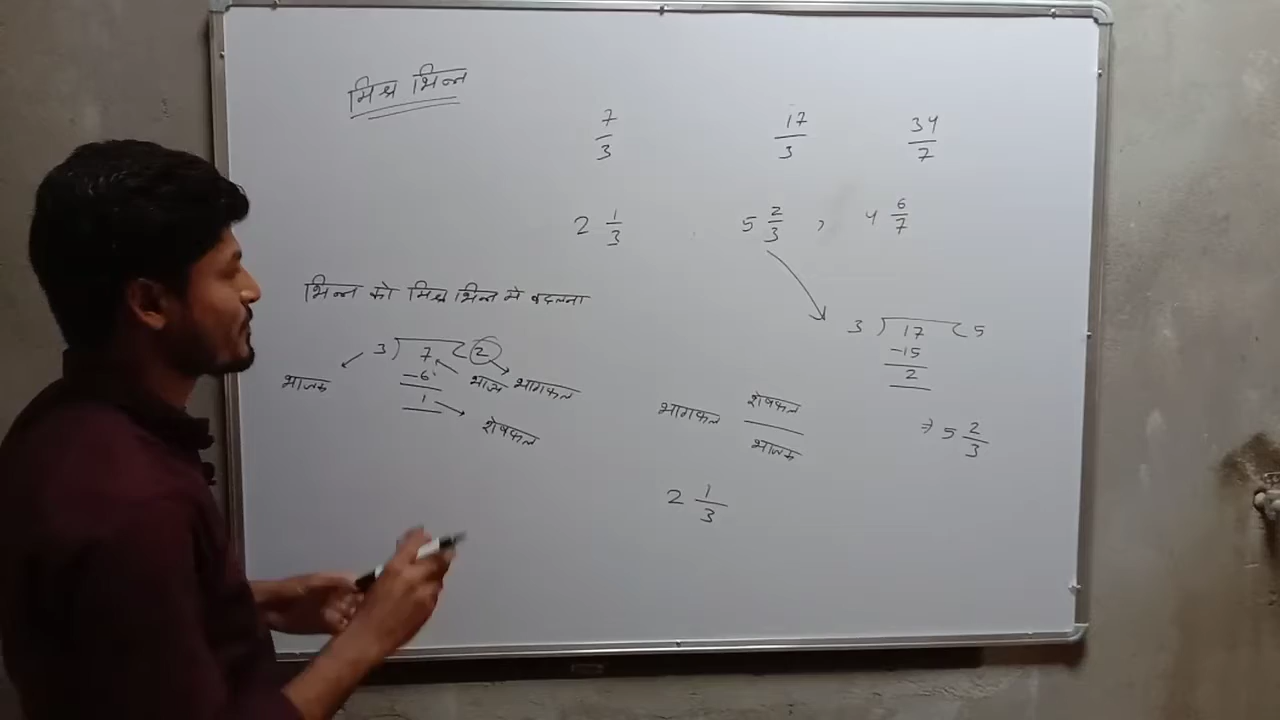 मिश्र भिन्न
7/3 17/3 34/7
2 1/3 5 2/3 , 4 6/7
भिन्न को मिश्र भिन्न मे बदलना
3 ) 7 ( 2
-6
1
भाजक
भाज्य भागफल
शेषफल
भागफल शेषफल/भाजक
2 1/3
3 ) 17 ( 5
-15
2
⇒ 5 2/3